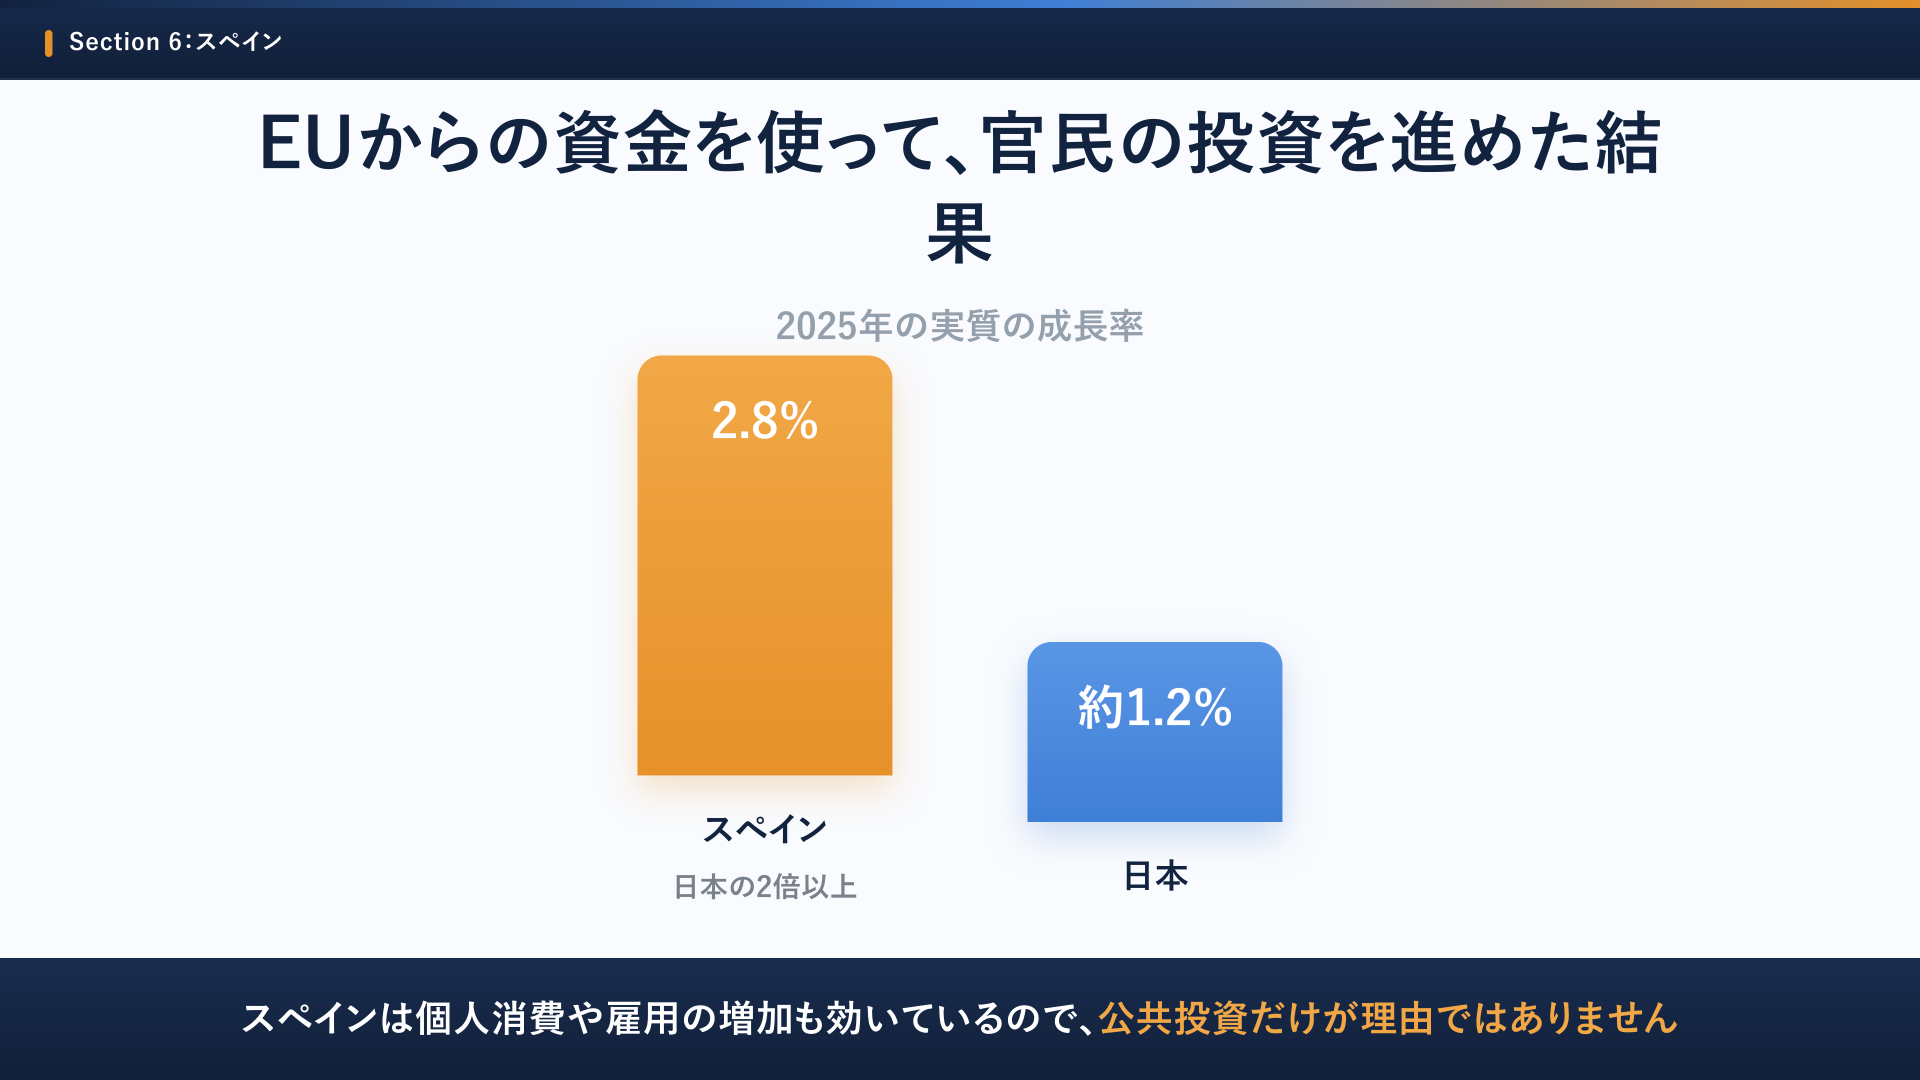 Section 6：スペイン
EUからの資金を使って、官民の投資を進めた結
果
2025年の実質の成長率
2.8%
約1.2%
スペイン
日本の2倍以上
日本
スペインは個人消費や雇用の増加も効いているので、公共投資だけが理由ではありません